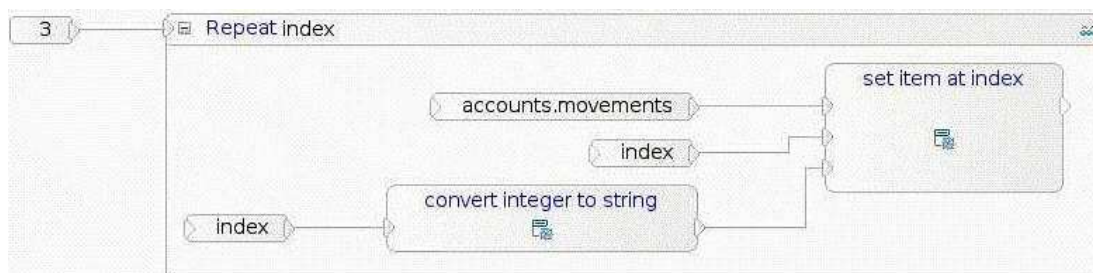 3
Repeat index
set item at index
accounts.movements
index
convert integer to string
index